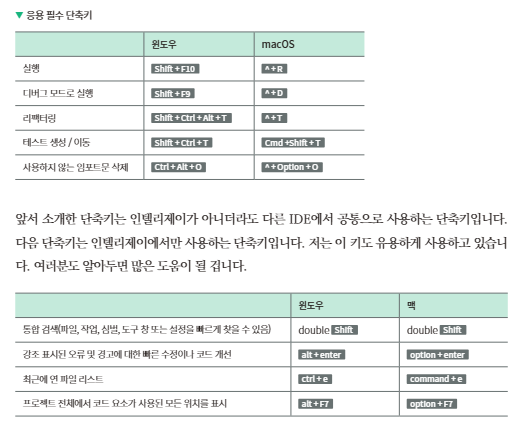 ▼ 응용 필수 단축키
윈도우 macOS
실행 Shift + F10 ^ + R
디버그 모드로 실행 Shift + F9 ^ + D
리팩터링 Shift + Ctrl + Alt + T ^ + T
테스트 생성 / 이동 Shift + Ctrl + T Cmd +Shift + T
사용하지 않는 임포트문 삭제 Ctrl + Alt + O ^ + Option + O
앞서 소개한 단축키는 인텔리제이가 아니더라도 다른 IDE에서 공통으로 사용하는 단축키입니다.
다음 단축키는 인텔리제이에서만 사용하는 단축키입니다. 저는 이 키도 유용하게 사용하고 있습니
다. 여러분도 알아두면 많은 도움이 될 겁니다.
윈도우 맥
통합 검색(파일, 작업, 심벌, 도구 창 또는 설정을 빠르게 찾을 수 있음) double Shift double Shift
강조 표시된 오류 및 경고에 대한 빠른 수정이나 코드 개선 alt + enter option + enter
최근에 연 파일 리스트 ctrl + e command + e
프로젝트 전체에서 코드 요소가 사용된 모든 위치를 표시 alt + F7 option + F7